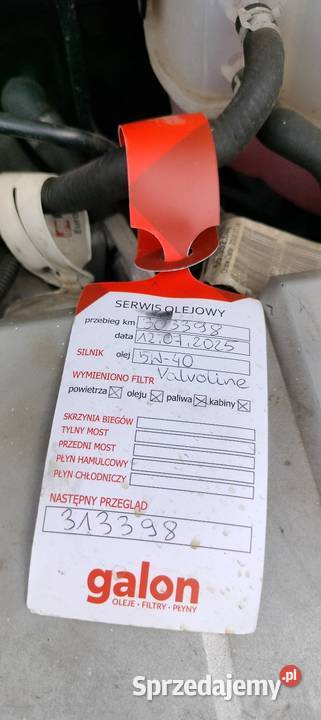 SERWIS OLEJOWY
przebieg km 303398
data 12.07.2025
SILNIK olej 5W-40
Valvoline
WYMIENIONO FILTR
powietrza oleju paliwa kabiny
SKRZYNIA BIEGÓW
TYLNY MOST
PRZEDNI MOST
PŁYN HAMULCOWY
PŁYN CHŁODNICZY
NASTĘPNY PRZEGLĄD
313398
galon
OLEJE · FILTRY · PŁYNY
Sprzedajemy.pl